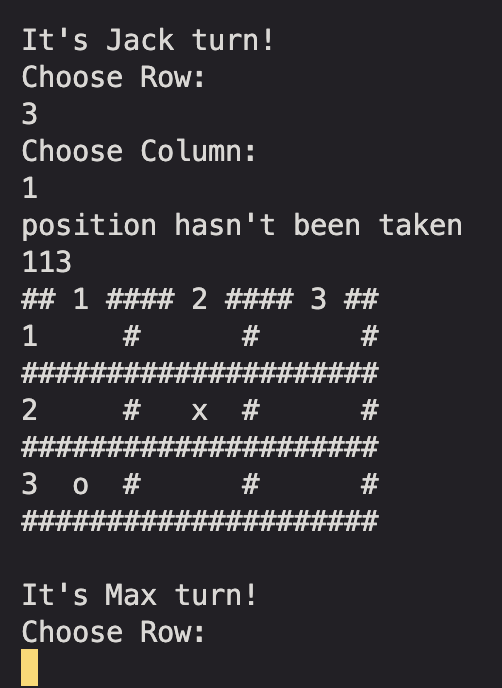 It's Jack turn!
Choose Row:
3
Choose Column:
1
position hasn't been taken
113
## 1 #### 2 #### 3 ##
1     #      #      #
#####################
2     #   x  #      #
#####################
3  o  #      #      #
#####################
It's Max turn!
Choose Row: